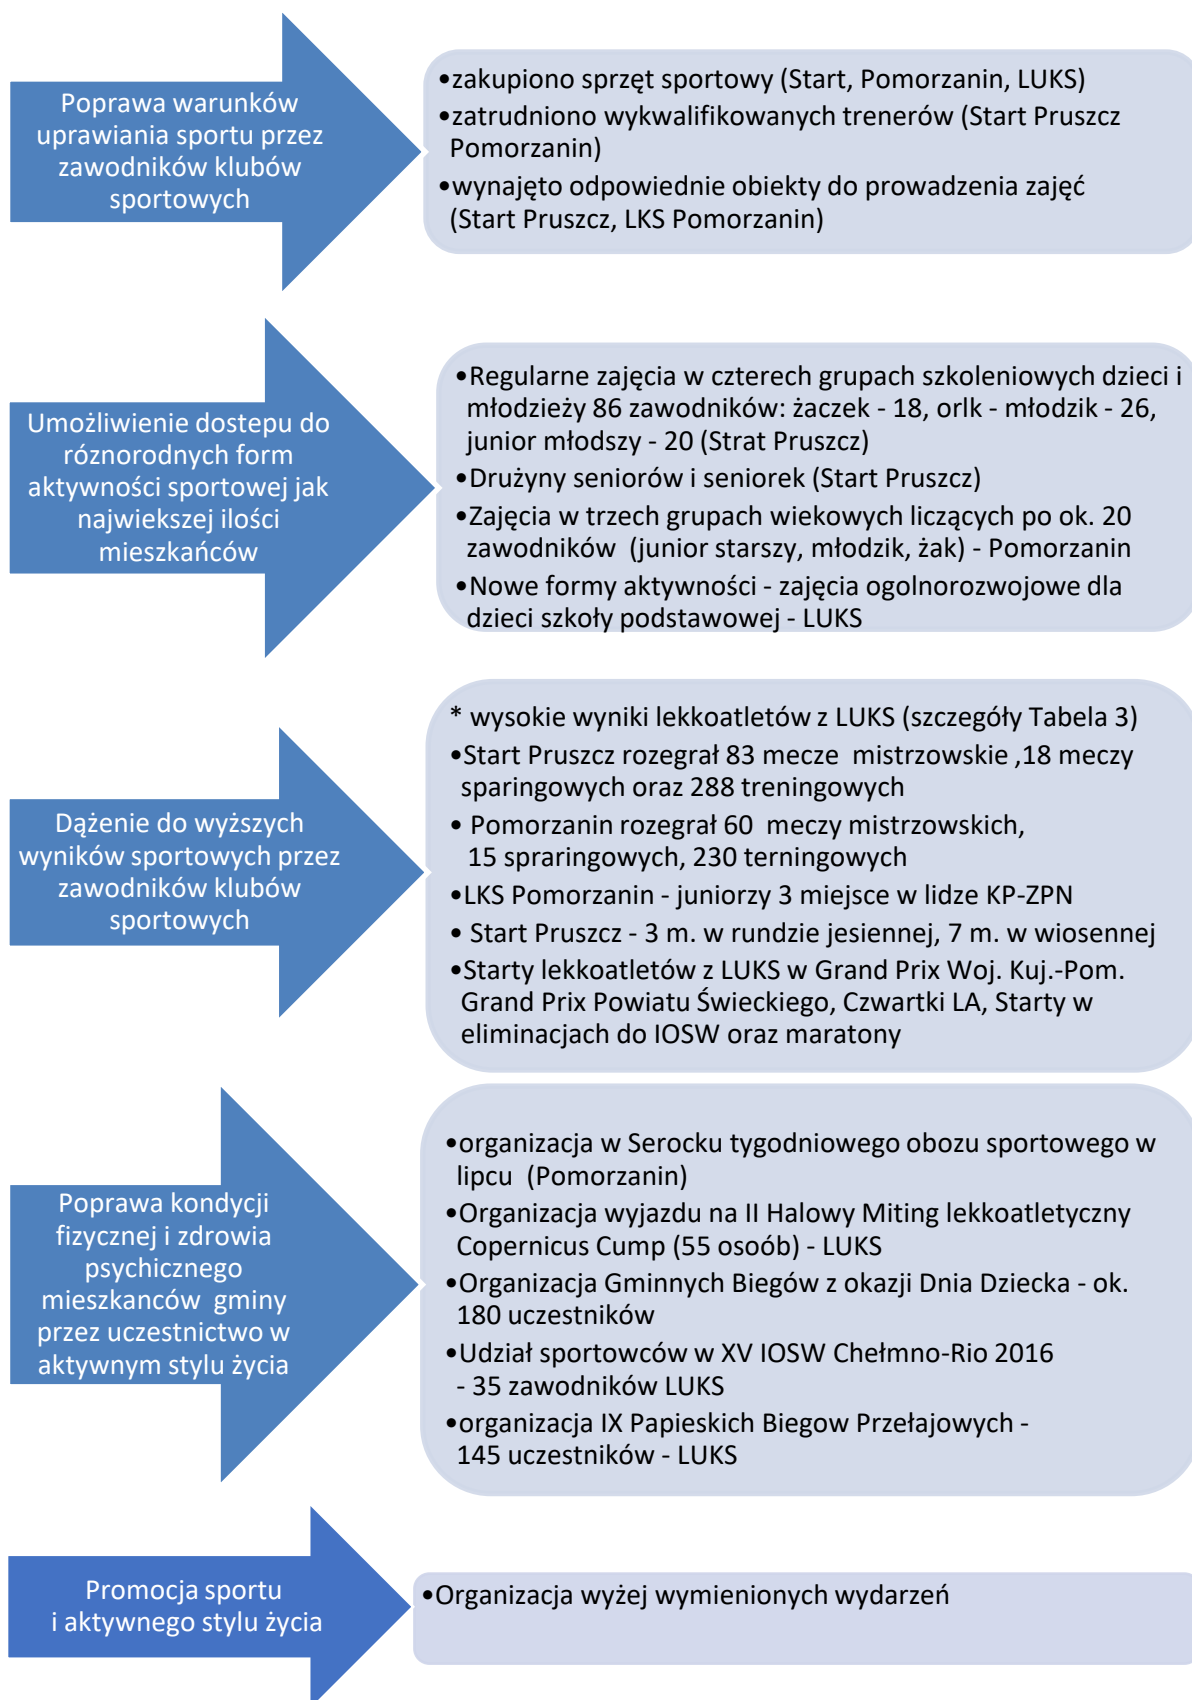 Poprawa warunków
uprawiania sportu przez
zawodników klubów
sportowych
•zakupiono sprzęt sportowy (Start, Pomorzanin, LUKS)
•zatrudniono wykwalifikowanych trenerów (Start Pruszcz
Pomorzanin)
•wynajęto odpowiednie obiekty do prowadzenia zajęć
(Start Pruszcz, LKS Pomorzanin)
Umożliwienie dostepu do
róznorodnych form
aktywności sportowej jak
najwiekszej ilości
mieszkańców
•Regularne zajęcia w czterech grupach szkoleniowych dzieci i
młodzieży 86 zawodników: żaczek - 18, orlk - młodzik - 26,
junior młodszy - 20 (Strat Pruszcz)
•Drużyny seniorów i seniorek (Start Pruszcz)
•Zajęcia w trzech grupach wiekowych liczących po ok. 20
zawodników (junior starszy, młodzik, żak) - Pomorzanin
•Nowe formy aktywności - zajęcia ogolnorozwojowe dla
dzieci szkoły podstawowej - LUKS
Dążenie do wyższych
wyników sportowych przez
zawodników klubów
sportowych
* wysokie wyniki lekkoatletów z LUKS (szczegóły Tabela 3)
•Start Pruszcz rozegrał 83 mecze mistrzowskie ,18 meczy
sparingowych oraz 288 treningowych
• Pomorzanin rozegrał 60 meczy mistrzowskich,
15 spraringowych, 230 terningowych
•LKS Pomorzanin - juniorzy 3 miejsce w lidze KP-ZPN
• Start Pruszcz - 3 m. w rundzie jesiennej, 7 m. w wiosennej
•Starty lekkoatletów z LUKS w Grand Prix Woj. Kuj.-Pom.
Grand Prix Powiatu Świeckiego, Czwartki LA, Starty w
eliminacjach do IOSW oraz maratony
Poprawa kondycji
fizycznej i zdrowia
psychicznego
mieszkanców gminy
przez uczestnictwo w
aktywnym stylu życia
•organizacja w Serocku tygodniowego obozu sportowego w
lipcu (Pomorzanin)
•Organizacja wyjazdu na II Halowy Miting lekkoatletyczny
Copernicus Cump (55 osoób) - LUKS
•Organizacja Gminnych Biegów z okazji Dnia Dziecka - ok.
180 uczestników
•Udział sportowców w XV IOSW Chełmno-Rio 2016
- 35 zawodników LUKS
•organizacja IX Papieskich Biegow Przełajowych -
145 uczestników - LUKS
Promocja sportu
i aktywnego stylu życia
•Organizacja wyżej wymienionych wydarzeń